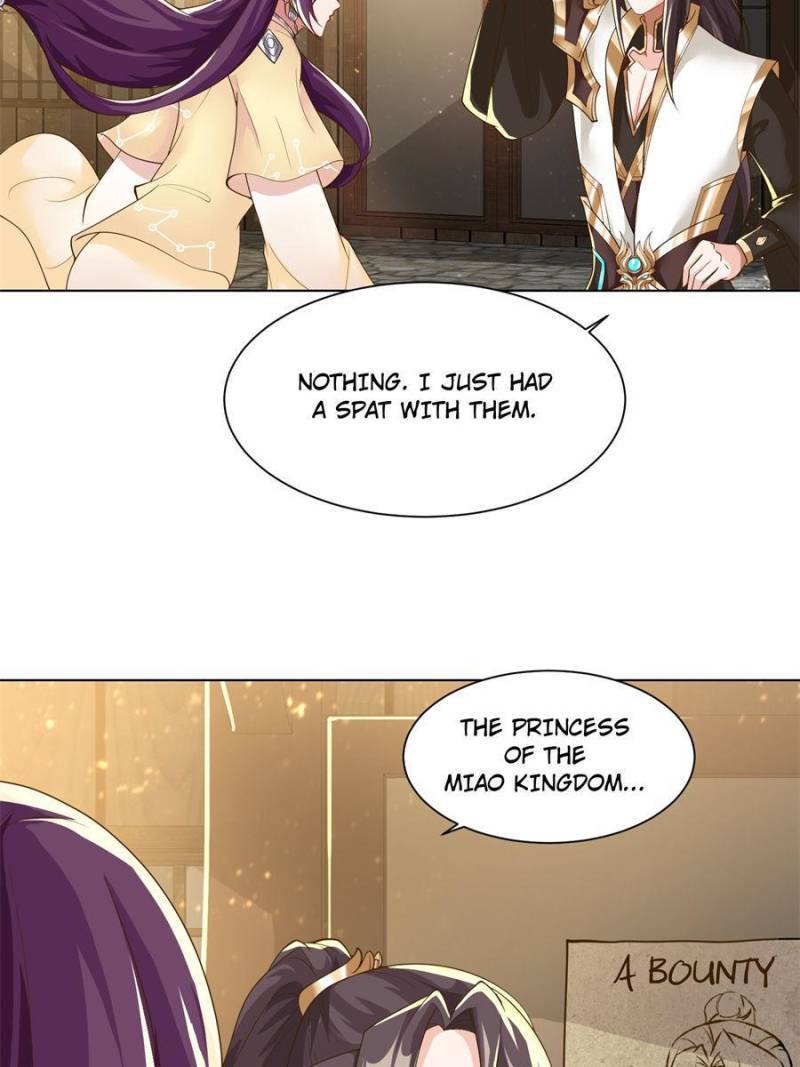 NOTHING. I JUST HAD
A SPAT WITH THEM.
THE PRINCESS
OF THE
MIAO KINGDOM...
A BOUNTY